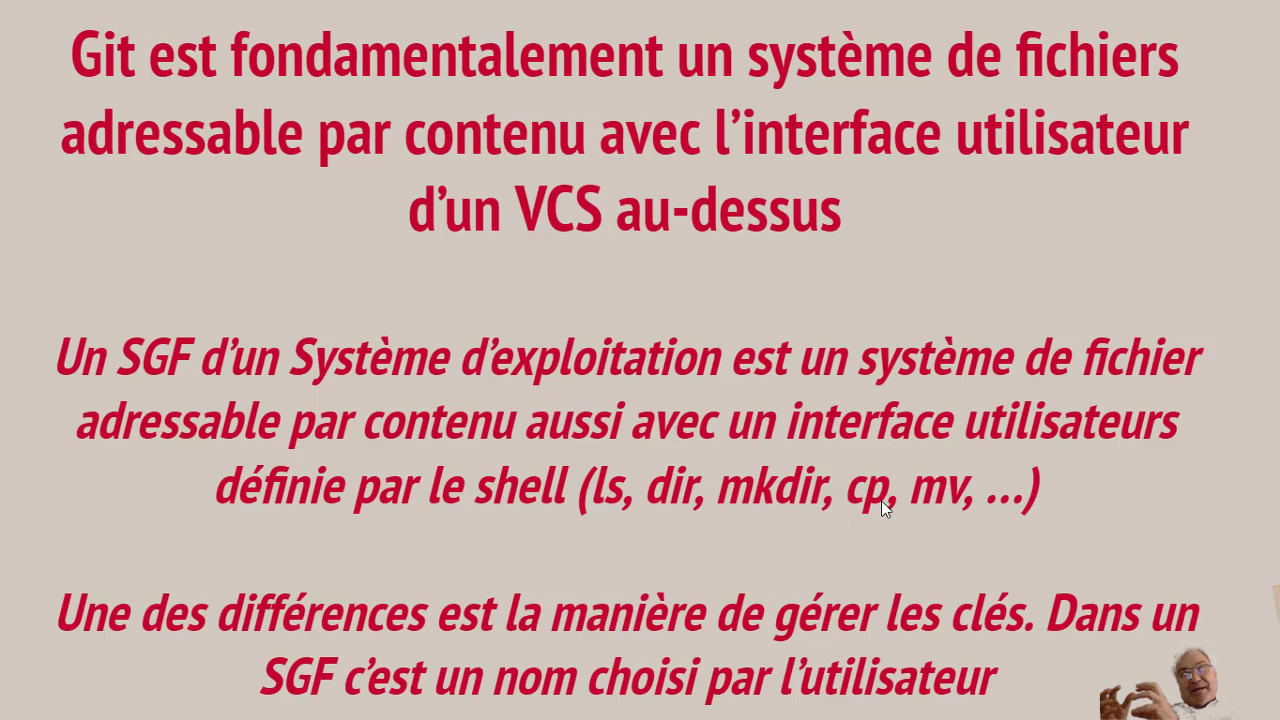 Git est fondamentalement un système de fichiers
adressable par contenu avec l’interface utilisateur
d’un VCS au-dessus
Un SGF d’un Système d’exploitation est un système de fichier
adressable par contenu aussi avec un interface utilisateurs
définie par le shell (ls, dir, mkdir, cp, mv, …)
Une des différences est la manière de gérer les clés. Dans un
SGF c’est un nom choisi par l’utilisateur